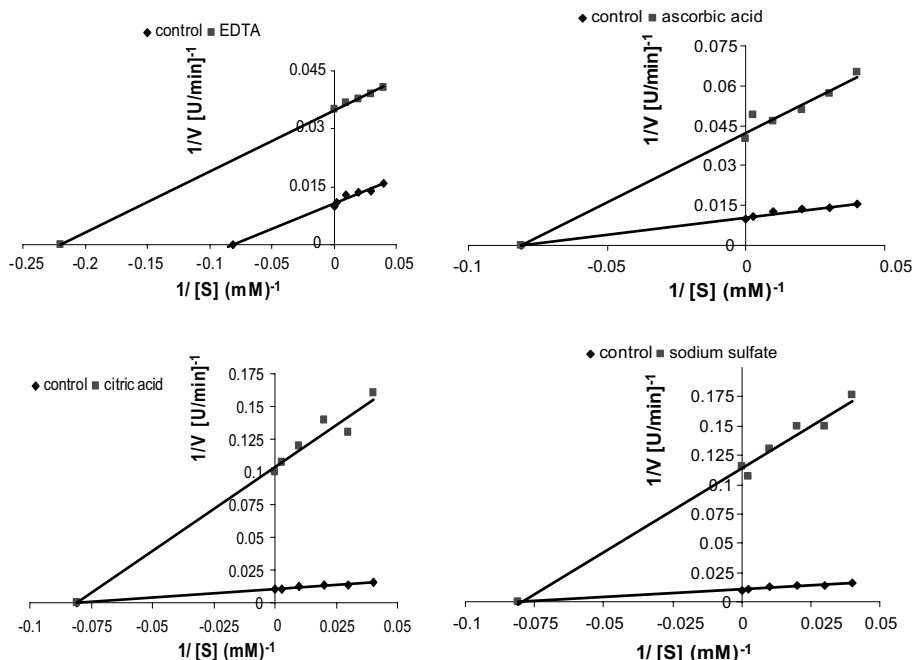 control EDTA
1/V [U/min]-1
0.045
0.03
0.015
0
-0.25 -0.2 -0.15 -0.1 -0.05 0 0.05
1/ [S] (mM)-1
control ascorbic acid
1/V [U/min]-1
0.075
0.06
0.045
0.03
0.015
0
-0.1 -0.05 0 0.05
1/ [S] (mM)-1
control citric acid
1/V [U/min]-1
0.175
0.15
0.125
0.1
0.075
0.05
0.025
0
-0.1 -0.075 -0.05 -0.025 0 0.025 0.05
1/ [S] (mM)-1
control sodium sulfate
1/V [U/min]-1
0.175
0.15
0.125
0.1
0.075
0.05
0.025
0
-0.1 -0.075 -0.05 -0.025 0 0.025 0.05
1/ [S] (mM)-1